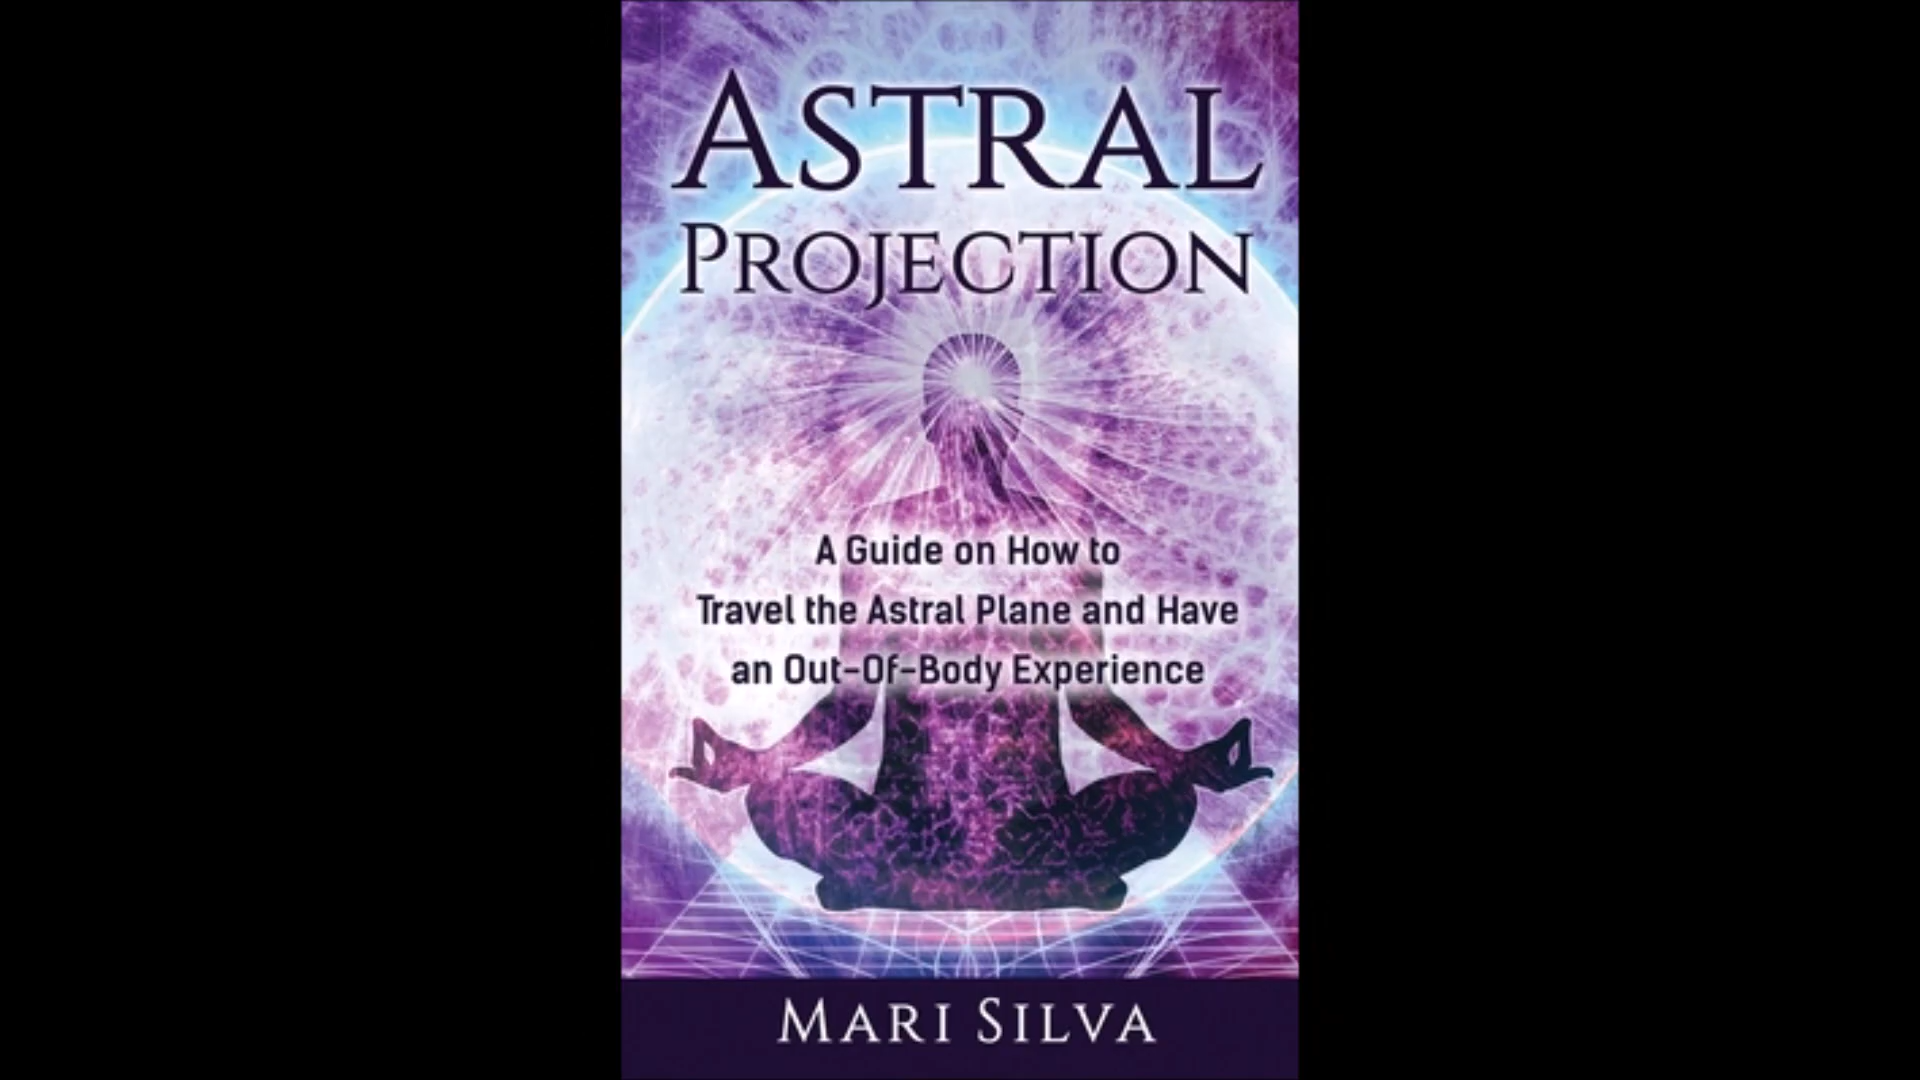 ASTRAL
PROJECTION
A Guide on How to
Travel the Astral Plane and Have
an Out-Of-Body Experience
MARI SILVA